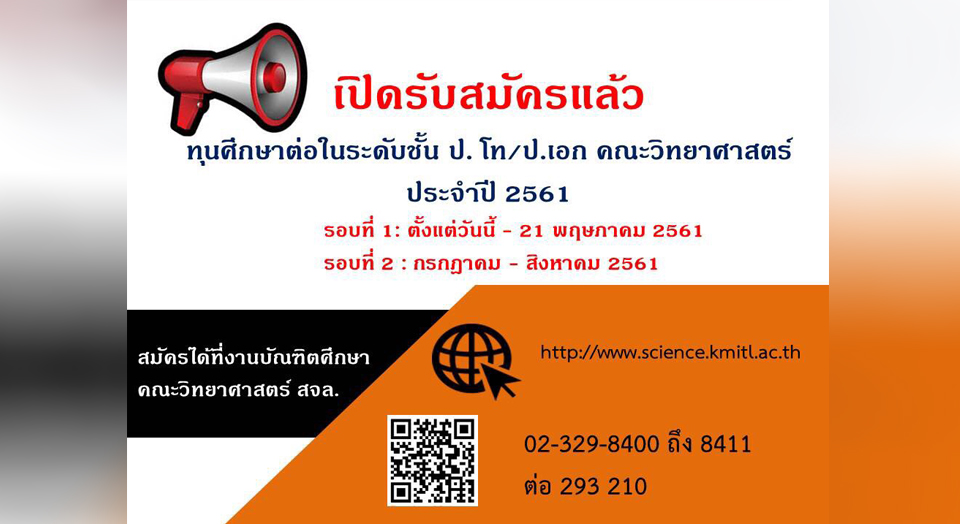 เปิดรับสมัครแล้ว
ทุนศึกษาต่อในระดับชั้น ป. โท/ป.เอก คณะวิทยาศาสตร์
ประจำปี 2561
รอบที่ 1: ตั้งแต่วันนี้ - 21 พฤษภาคม 2561
รอบที่ 2 : กรกฎาคม - สิงหาคม 2561
สมัครได้ที่งานบัณฑิตศึกษา
คณะวิทยาศาสตร์ สจล.
http://www.science.kmitl.ac.th
02-329-8400 ถึง 8411
ต่อ 293 210